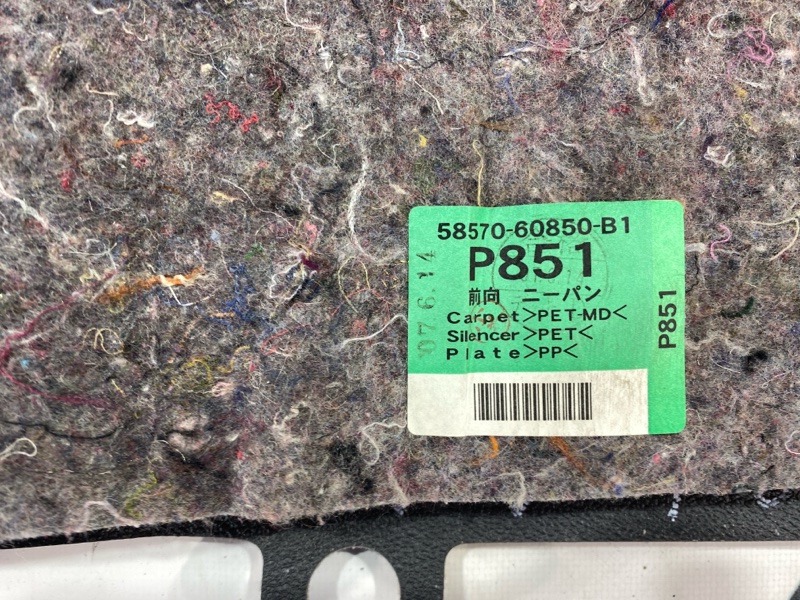 58570-60850-B1
P851
前向 ニーパン
Carpet>PET-MD<
Silencer>PET<
Plate>PP<
P851
07.6.14